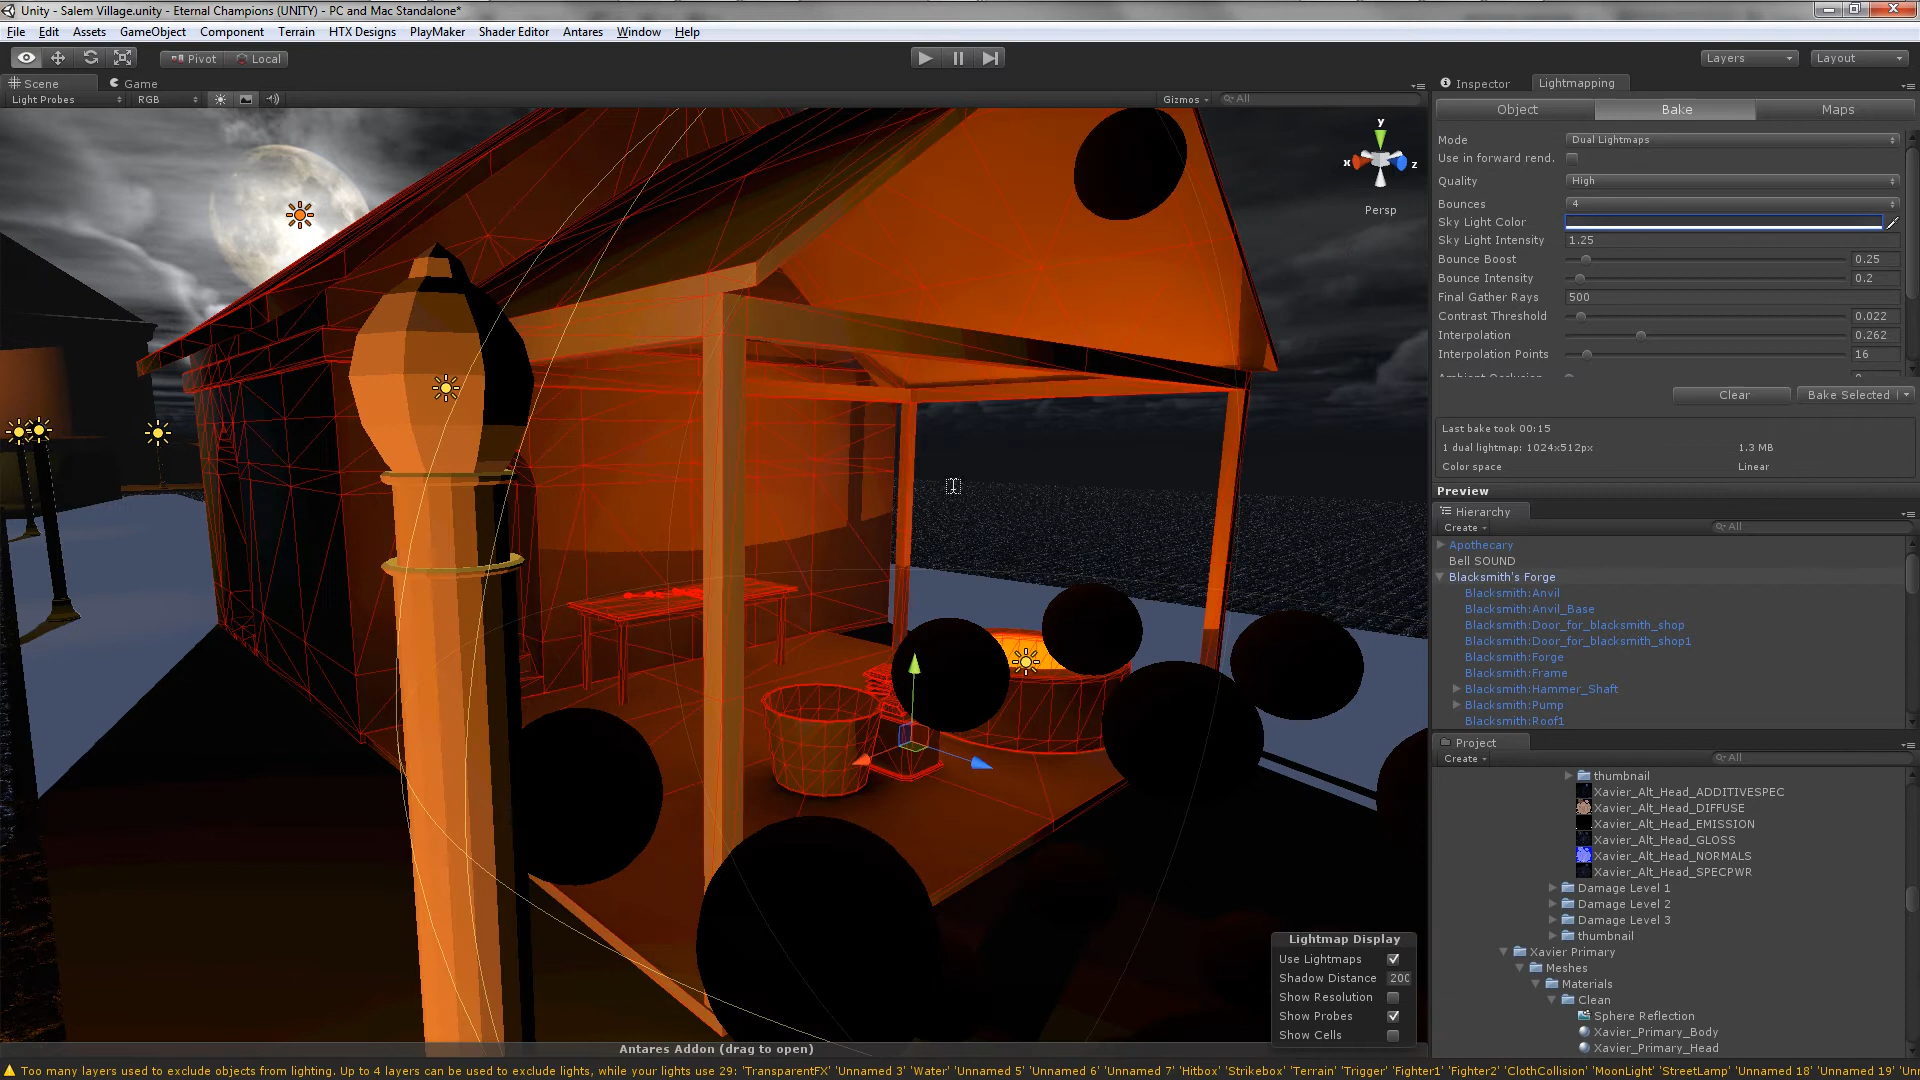 Unity - Salem Village.unity - Eternal Champions (UNITY) - PC and Mac Standalone*
File Edit Assets GameObject Component Terrain HTX Designs PlayMaker Shader Editor Antares Window Help
Pivot Local Layers Layout
Scene Game
Light Probes RGB Gizmos All
y
x z
Persp
Inspector Lightmapping
Object Bake Maps
Mode Dual Lightmaps
Use in forward rend.
Quality High
Bounces 4
Sky Light Color
Sky Light Intensity 1.25
Bounce Boost 0.25
Bounce Intensity 0.2
Final Gather Rays 500
Contrast Threshold 0.022
Interpolation 0.262
Interpolation Points 16
Clear Bake Selected
Last bake took 00:15
1 dual lightmap: 1024x512px 1.3 MB
Color space Linear
Preview
Hierarchy
Create All
Apothecary
Bell SOUND
Blacksmith's Forge
Blacksmith:Anvil
Blacksmith:Anvil_Base
Blacksmith:Door_for_blacksmith_shop
Blacksmith:Door_for_blacksmith_shop1
Blacksmith:Forge
Blacksmith:Frame
Blacksmith:Hammer_Shaft
Blacksmith:Pump
Blacksmith:Roof1
Project
Create All
thumbnail
Xavier_Alt_Head_ADDITIVESPEC
Xavier_Alt_Head_DIFFUSE
Xavier_Alt_Head_EMISSION
Xavier_Alt_Head_GLOSS
Xavier_Alt_Head_NORMALS
Xavier_Alt_Head_SPECPWR
Damage Level 1
Damage Level 2
Damage Level 3
thumbnail
Xavier Primary
Meshes
Materials
Clean
Sphere Reflection
Xavier_Primary_Body
Xavier_Primary_Head
Lightmap Display
Use Lightmaps
Shadow Distance 200
Show Resolution
Show Probes
Show Cells
Antares Addon (drag to open)
Too many layers used to exclude objects from lighting. Up to 4 layers can be used to exclude lights, while your lights use 29: 'TransparentFX' 'Unnamed 3' 'Water' 'Unnamed 5' 'Unnamed 6' 'Unnamed 7' 'Hitbox' 'Strikebox' 'Terrain' 'Trigger' 'Fighter1' 'Fighter2' 'ClothCollision' 'MoonLight' 'StreetLamp' 'Unnamed 18' 'Unnamed 19'